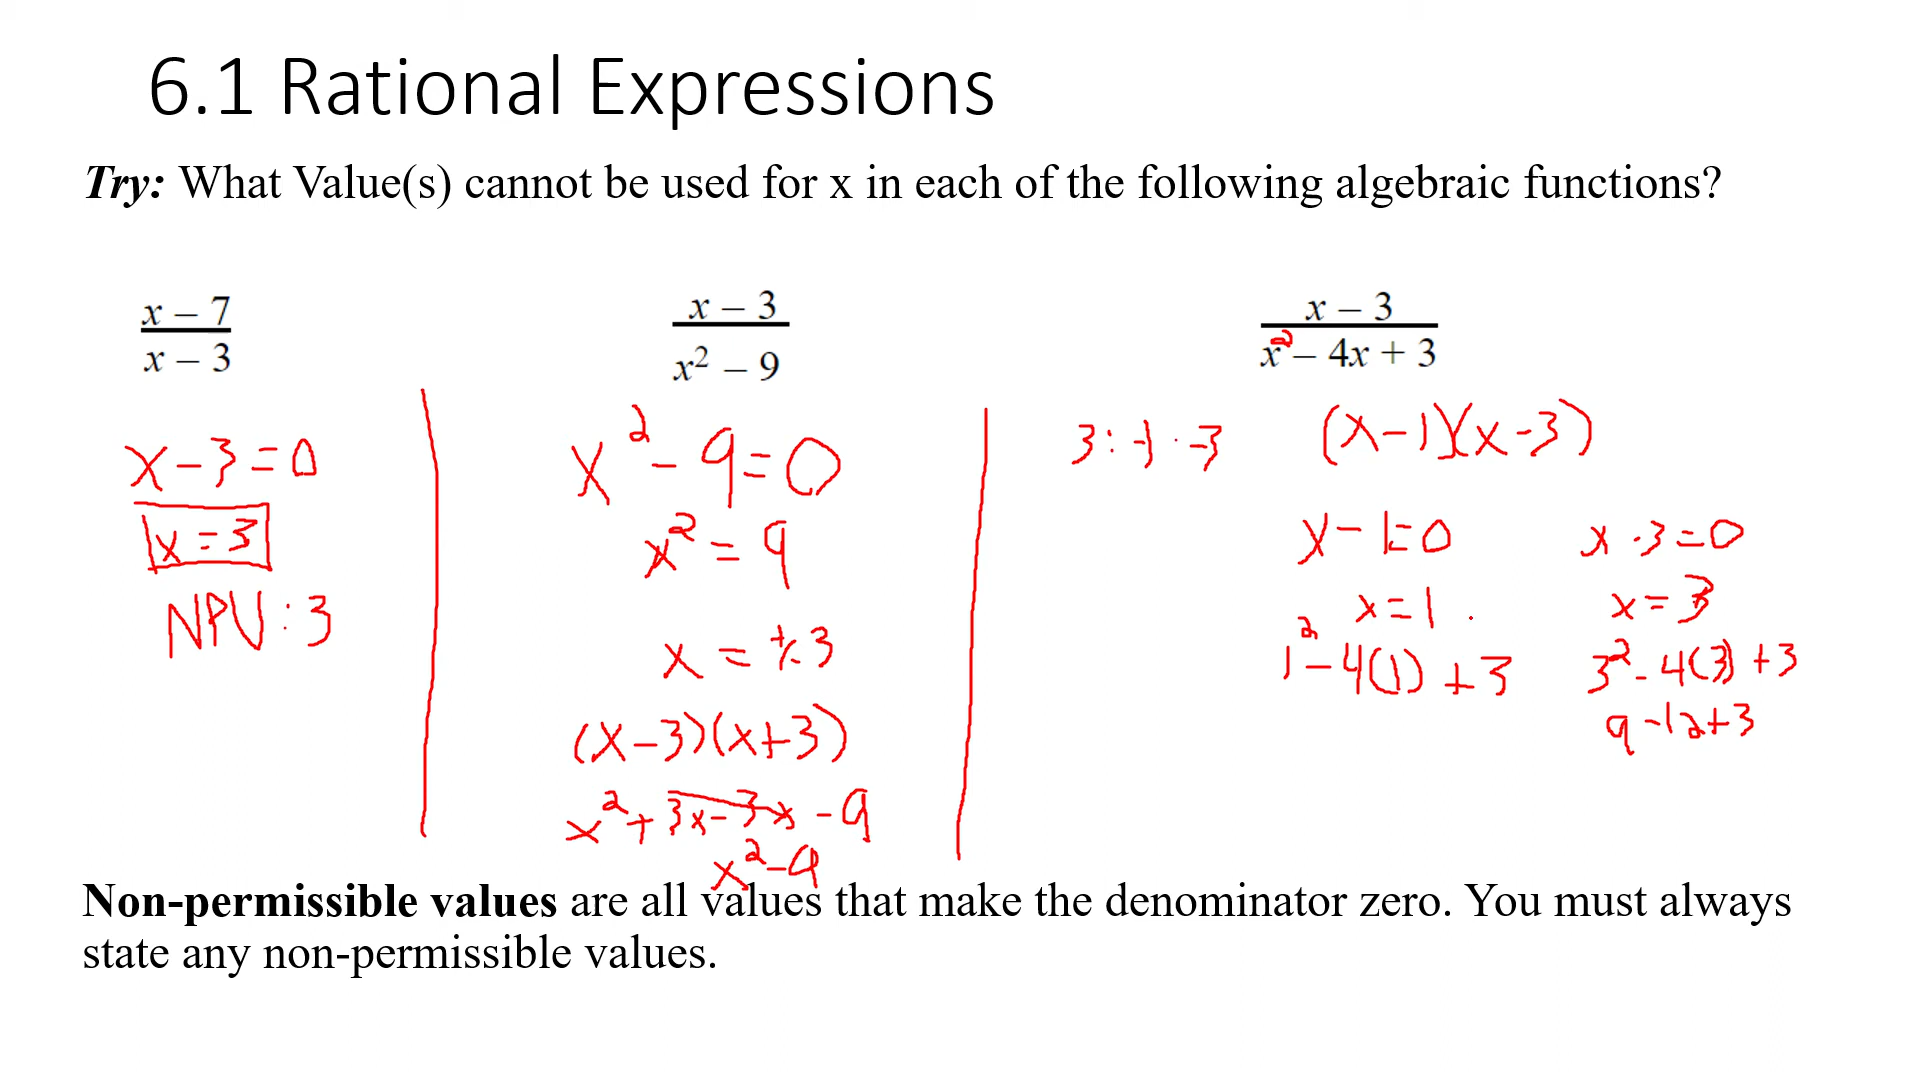 6.1 Rational Expressions
Try: What Value(s) cannot be used for x in each of the following algebraic functions?
x – 7
x – 3
x – 3 = 0
x = 3
NPV : 3
x – 3
x² – 9
x² – 9 = 0
x² = 9
x = +/- 3
(x – 3)(x + 3)
x² + 3x – 3x – 9
x² – 9
x – 3
x² – 4x + 3
3 : -1 · -3 (x – 1)(x – 3)
x – 1 = 0 x - 3 = 0
x = 1 x = 3
1² – 4(1) + 3 3² - 4(3) + 3
9 – 12 + 3
Non-permissible values are all values that make the denominator zero. You must always
state any non-permissible values.